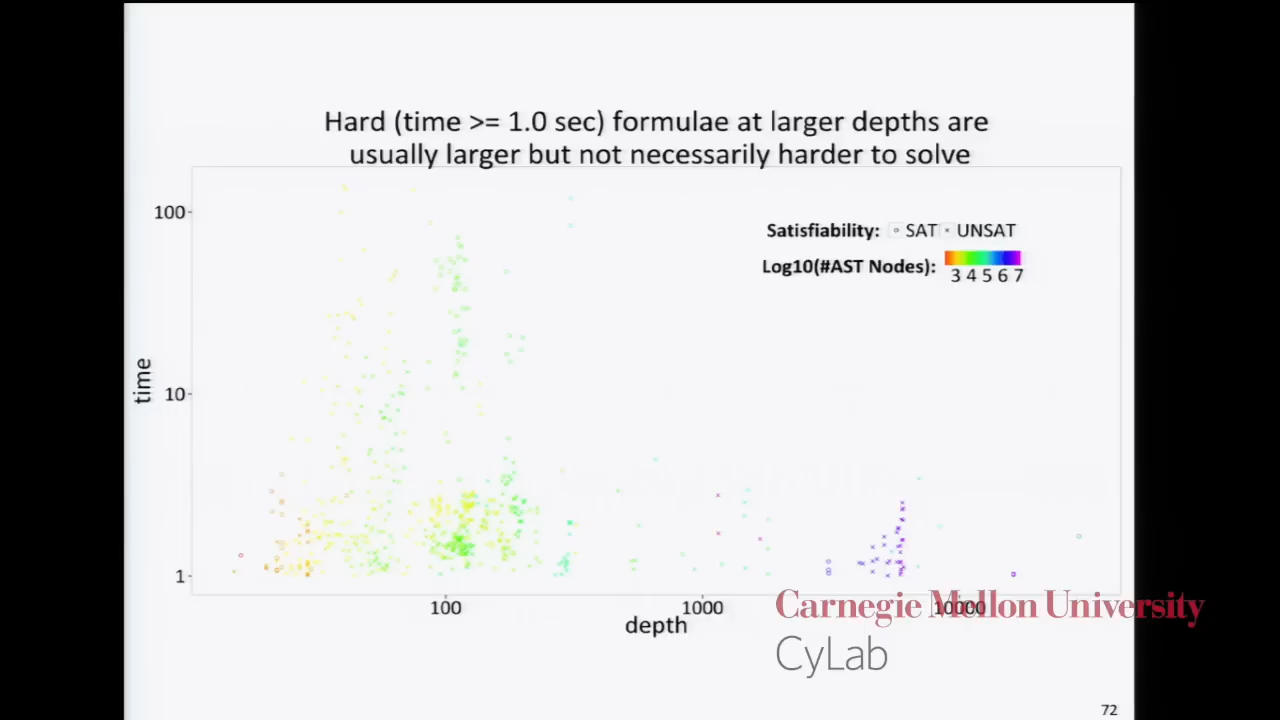 Hard (time >= 1.0 sec) formulae at larger depths are
usually larger but not necessarily harder to solve
100
Satisfiability: SAT UNSAT
Log10(#AST Nodes):
3 4 5 6 7
time
10
1
100
1000
10000
depth
Carnegie Mellon University
CyLab
72